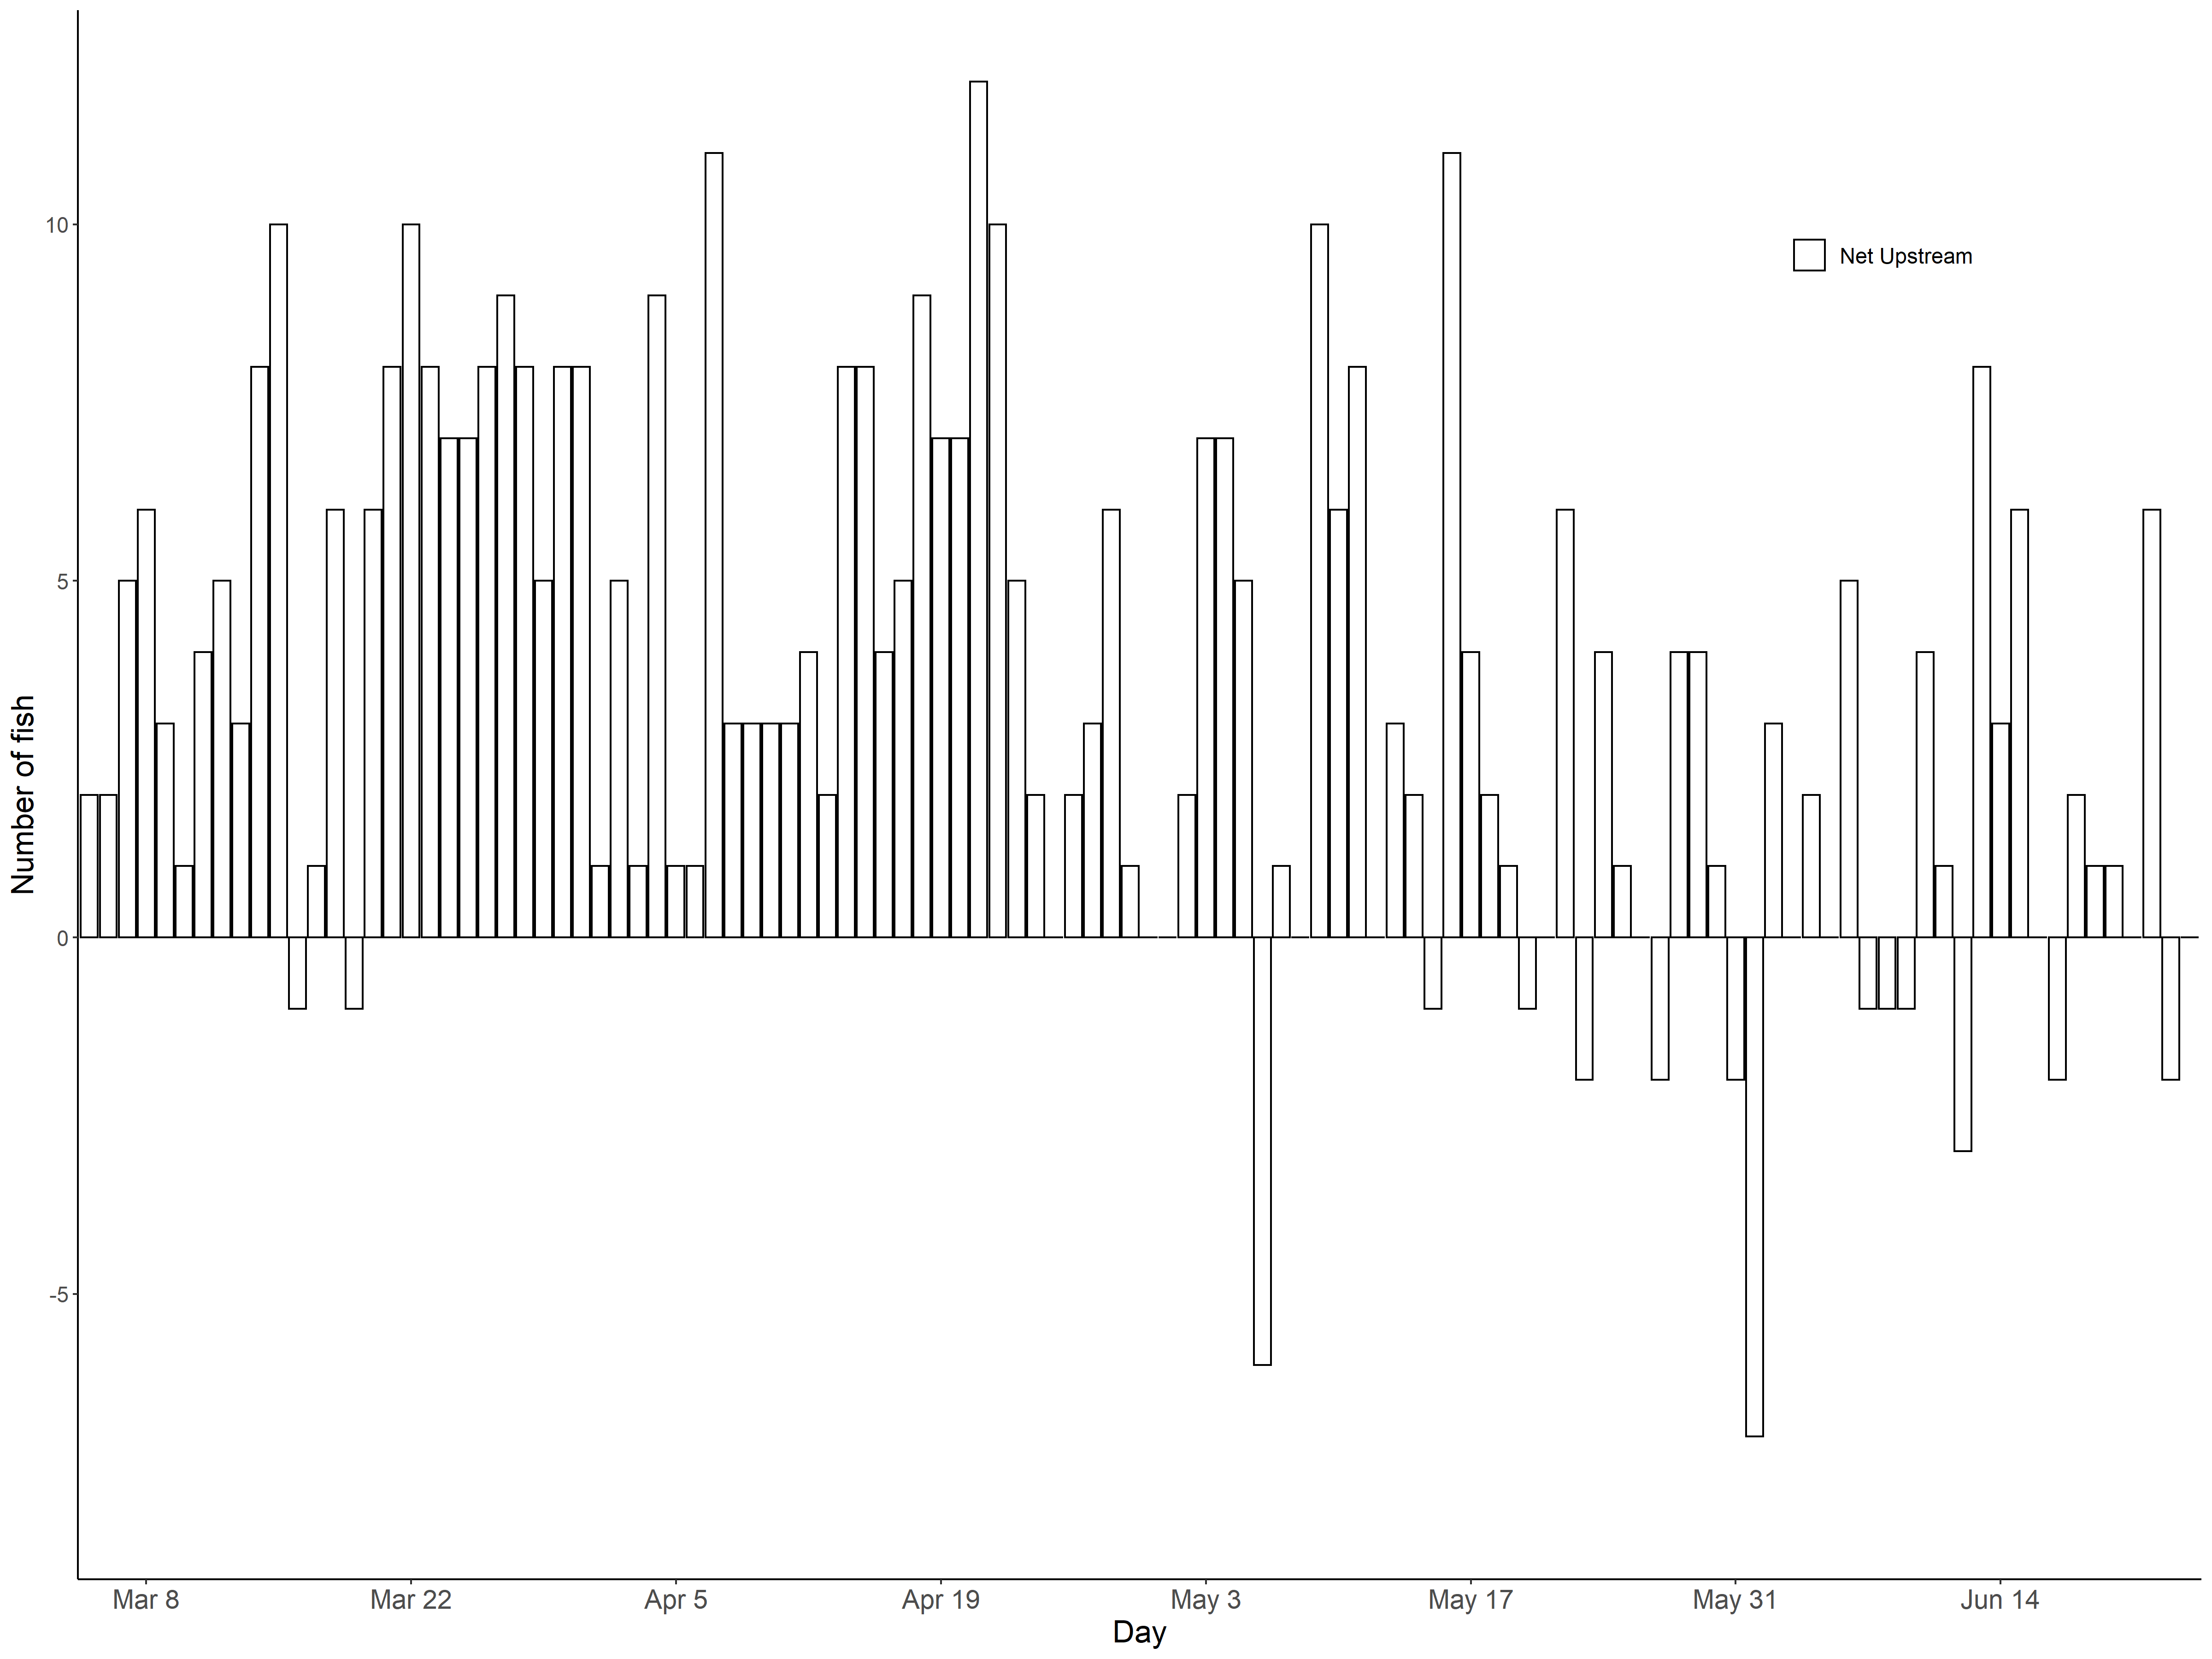 10
5
0
-5
Number of fish
Net Upstream
Mar 8 Mar 22 Apr 5 Apr 19 May 3 May 17 May 31 Jun 14
Day